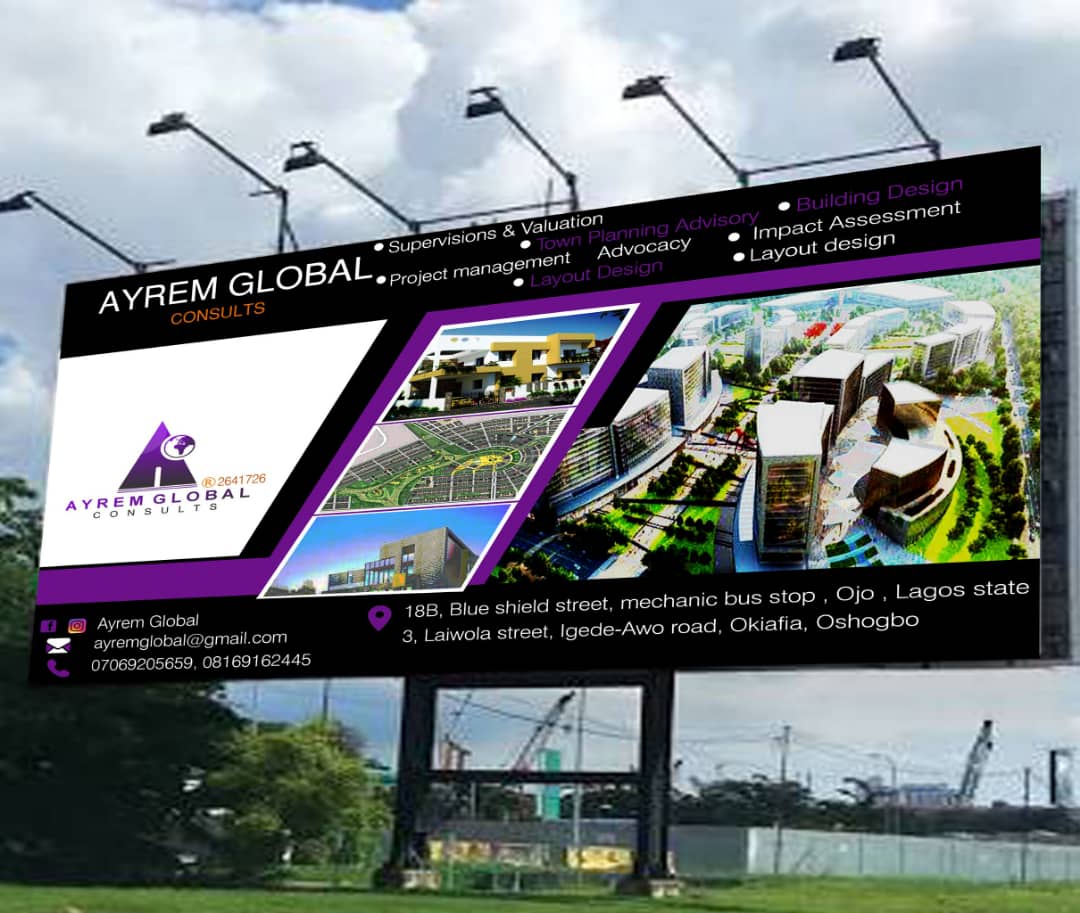 AYREM GLOBAL
CONSULTS
Supervisions & Valuation
Town Planning Advisory
Building Design
Project management
Advocacy
Impact Assessment
Layout Design
Layout design
® 2641726
AYREM GLOBAL
CONSULTS
Ayrem Global
ayremglobal@gmail.com
07069205659, 08169162445
18B, Blue shield street, mechanic bus stop , Ojo , Lagos state
3, Laiwola street, Igede-Awo road, Okiafia, Oshogbo